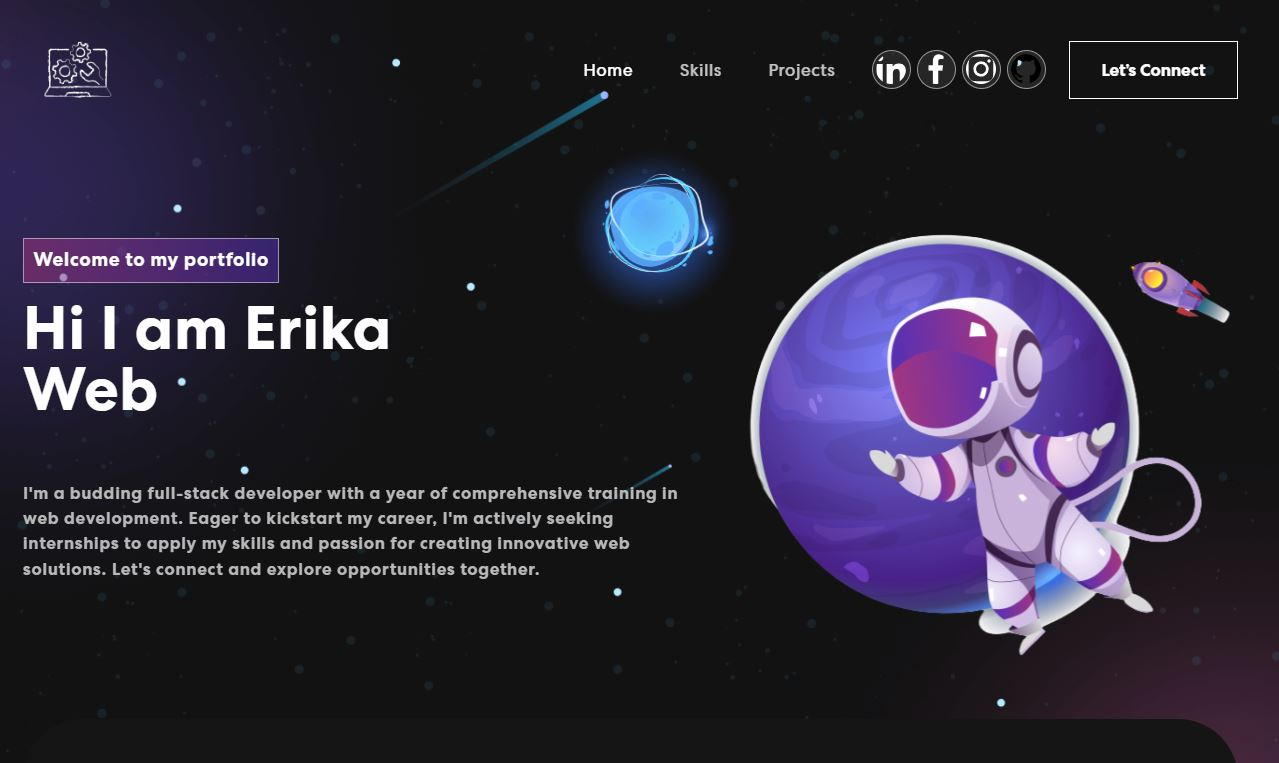 Home Skills Projects in f Let's Connect
Welcome to my portfolio
Hi I am Erika
Web
I'm a budding full-stack developer with a year of comprehensive training in
web development. Eager to kickstart my career, I'm actively seeking
internships to apply my skills and passion for creating innovative web
solutions. Let's connect and explore opportunities together.